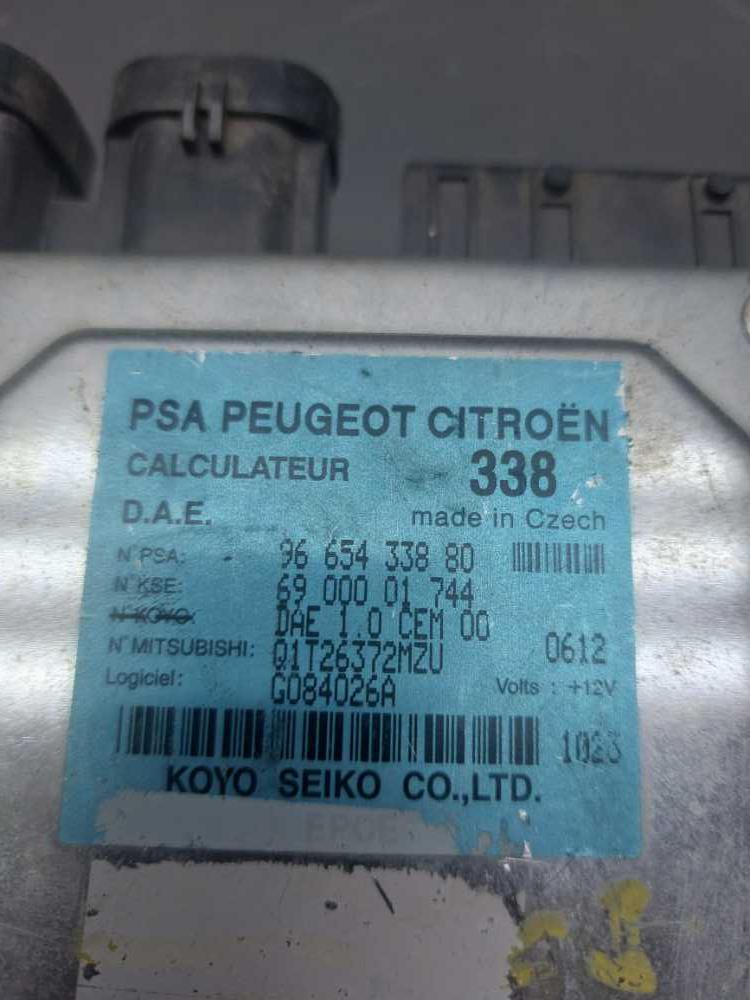 PSA PEUGEOT CITROËN
CALCULATEUR 338
D.A.E. made in Czech
N° PSA: 96 654 338 80
N° KSE: 69 000 01 744
N° KOYO: DAE 1.0 CEM 00
N° MITSUBISHI: Q1T26372MZU 0612
Logiciel: G084026A Volts : +12V
1023
KOYO SEIKO CO.,LTD.